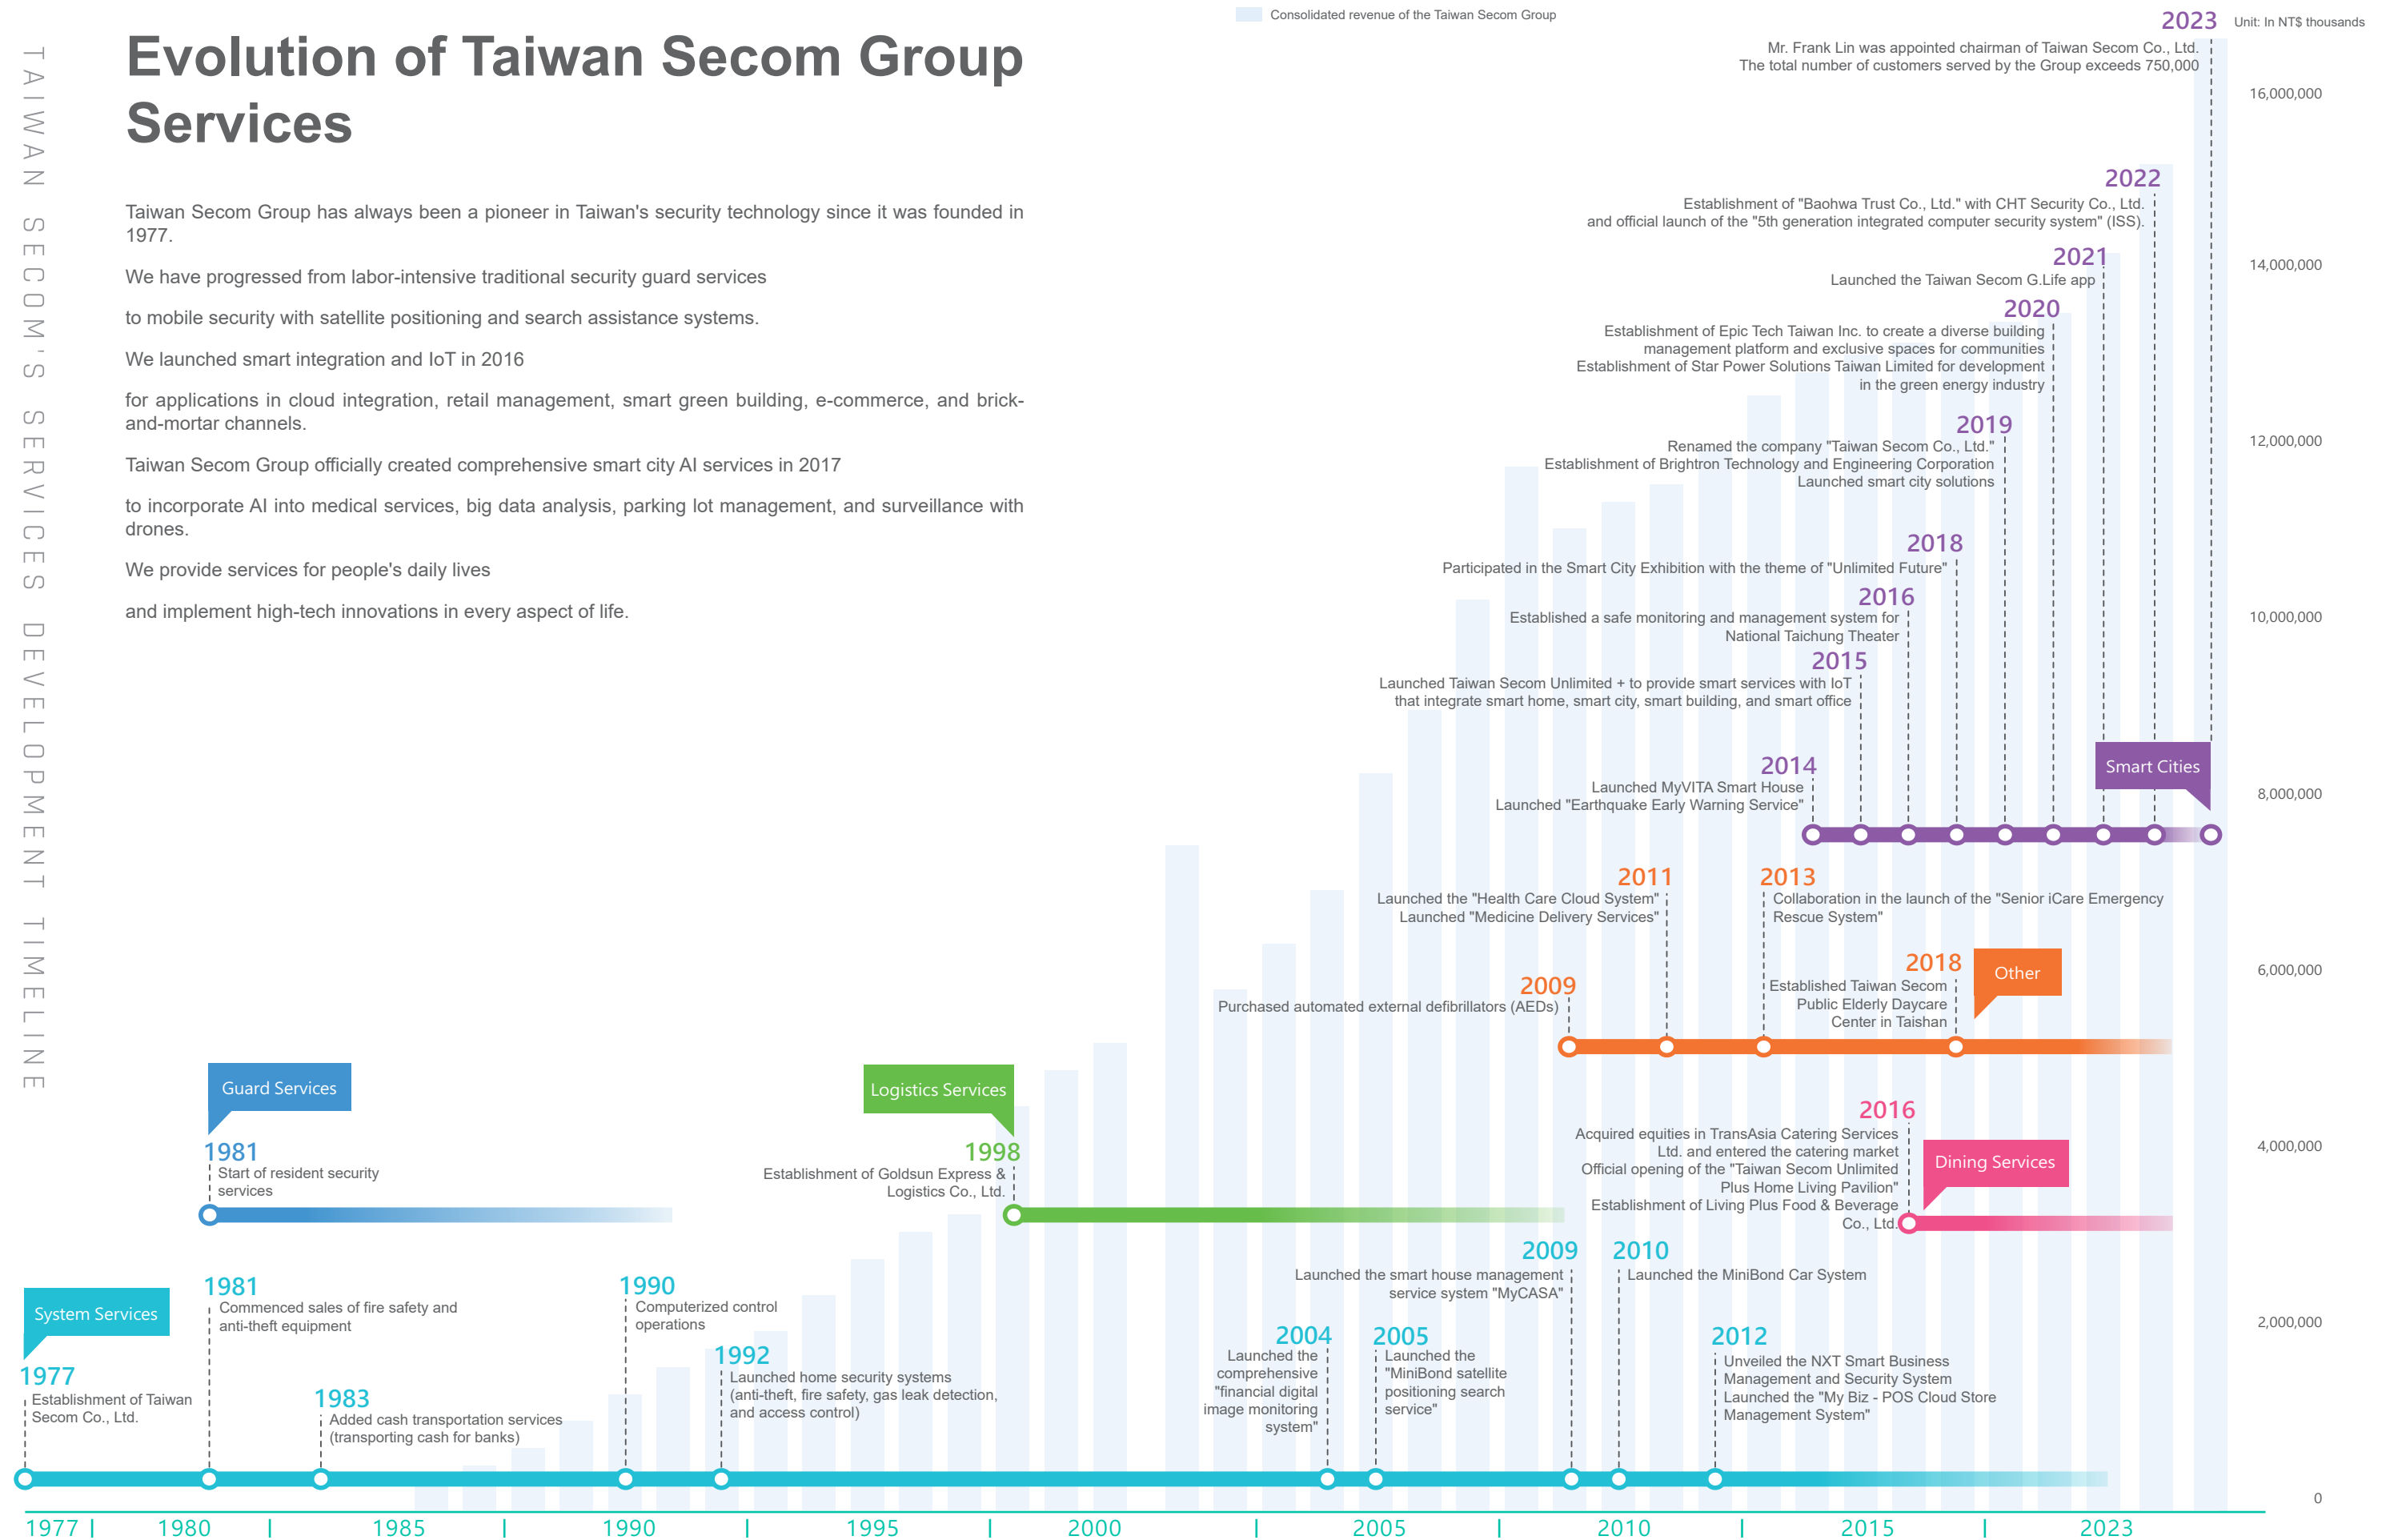 TAIWAN SECOM'S SERVICES DEVELOPMENT TIMELINE
Evolution of Taiwan Secom Group
Services
Taiwan Secom Group has always been a pioneer in Taiwan's security technology since it was founded in
1977.
We have progressed from labor-intensive traditional security guard services
to mobile security with satellite positioning and search assistance systems.
We launched smart integration and IoT in 2016
for applications in cloud integration, retail management, smart green building, e-commerce, and brick-
and-mortar channels.
Taiwan Secom Group officially created comprehensive smart city AI services in 2017
to incorporate AI into medical services, big data analysis, parking lot management, and surveillance with
drones.
We provide services for people's daily lives
and implement high-tech innovations in every aspect of life.
Consolidated revenue of the Taiwan Secom Group
Unit: In NT$ thousands
2023
Mr. Frank Lin was appointed chairman of Taiwan Secom Co., Ltd.
The total number of customers served by the Group exceeds 750,000
2022
Establishment of "Baohwa Trust Co., Ltd." with CHT Security Co., Ltd.
and official launch of the "5th generation integrated computer security system" (ISS).
2021
Launched the Taiwan Secom G.Life app
2020
Establishment of Epic Tech Taiwan Inc. to create a diverse building
management platform and exclusive spaces for communities
Establishment of Star Power Solutions Taiwan Limited for development
in the green energy industry
2019
Renamed the company "Taiwan Secom Co., Ltd."
Establishment of Brightron Technology and Engineering Corporation
Launched smart city solutions
2018
Participated in the Smart City Exhibition with the theme of "Unlimited Future"
2016
Established a safe monitoring and management system for
National Taichung Theater
2015
Launched Taiwan Secom Unlimited + to provide smart services with IoT
that integrate smart home, smart city, smart building, and smart office
2014
Launched MyVITA Smart House
Launched "Earthquake Early Warning Service"
Smart Cities
2011
Launched the "Health Care Cloud System"
Launched "Medicine Delivery Services"
2013
Collaboration in the launch of the "Senior iCare Emergency
Rescue System"
2009
Purchased automated external defibrillators (AEDs)
2018
Established Taiwan Secom
Public Elderly Daycare
Center in Taishan
Other
Guard Services
1981
Start of resident security
services
Logistics Services
1998
Establishment of Goldsun Express &
Logistics Co., Ltd.
2016
Acquired equities in TransAsia Catering Services
Ltd. and entered the catering market
Official opening of the "Taiwan Secom Unlimited
Plus Home Living Pavilion"
Establishment of Living Plus Food & Beverage
Co., Ltd.
Dining Services
System Services
1977
Establishment of Taiwan
Secom Co., Ltd.
1981
Commenced sales of fire safety and
anti-theft equipment
1983
Added cash transportation services
(transporting cash for banks)
1990
Computerized control
operations
1992
Launched home security systems
(anti-theft, fire safety, gas leak detection,
and access control)
2004
Launched the
comprehensive
"financial digital
image monitoring
system"
2005
Launched the
"MiniBond satellite
positioning search
service"
2009
Launched the smart house management
service system "MyCASA"
2010
Launched the MiniBond Car System
2012
Unveiled the NXT Smart Business
Management and Security System
Launched the "My Biz - POS Cloud Store
Management System"
16,000,000
14,000,000
12,000,000
10,000,000
8,000,000
6,000,000
4,000,000
2,000,000
0
1977 | 1980 | 1985 | 1990 | 1995 | 2000 | 2005 | 2010 | 2015 | 2023